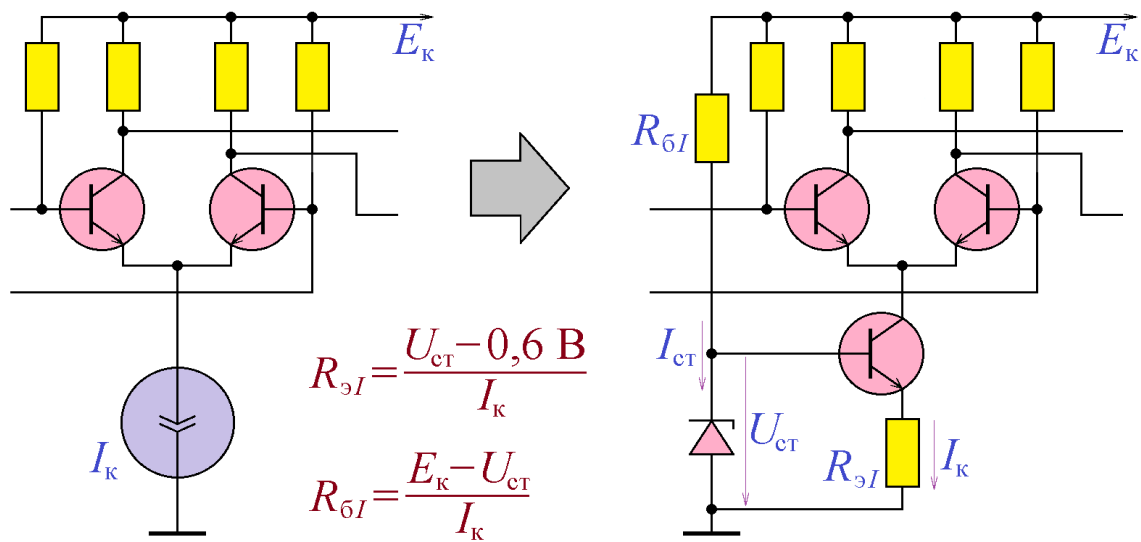 Eк
Iк
RэI = Uст − 0,6 В / Iк
RбI = Eк − Uст / Iк
Eк
RбI
Iст
Uст
RэI
Iк